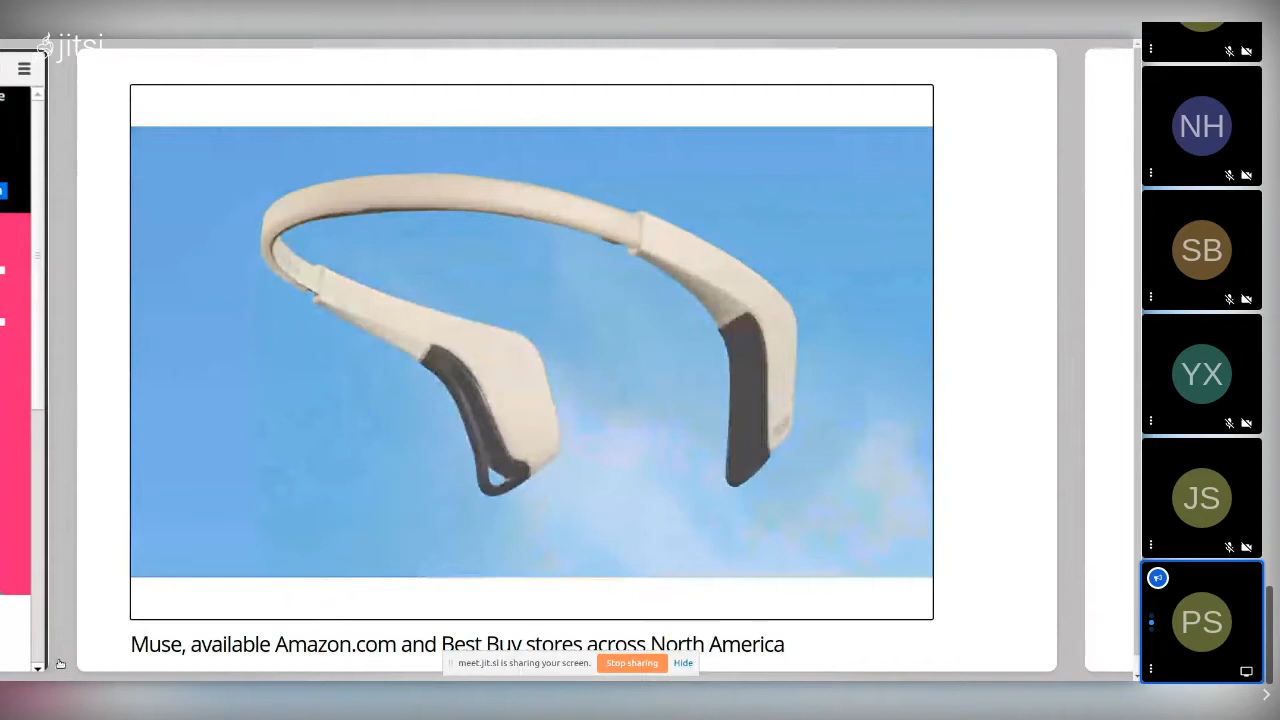 jitsi
e
NH
SB
YX
JS
PS
Muse, available Amazon.com and Best Buy stores across North America
meet.jit.si is sharing your screen.
Stop sharing
Hide